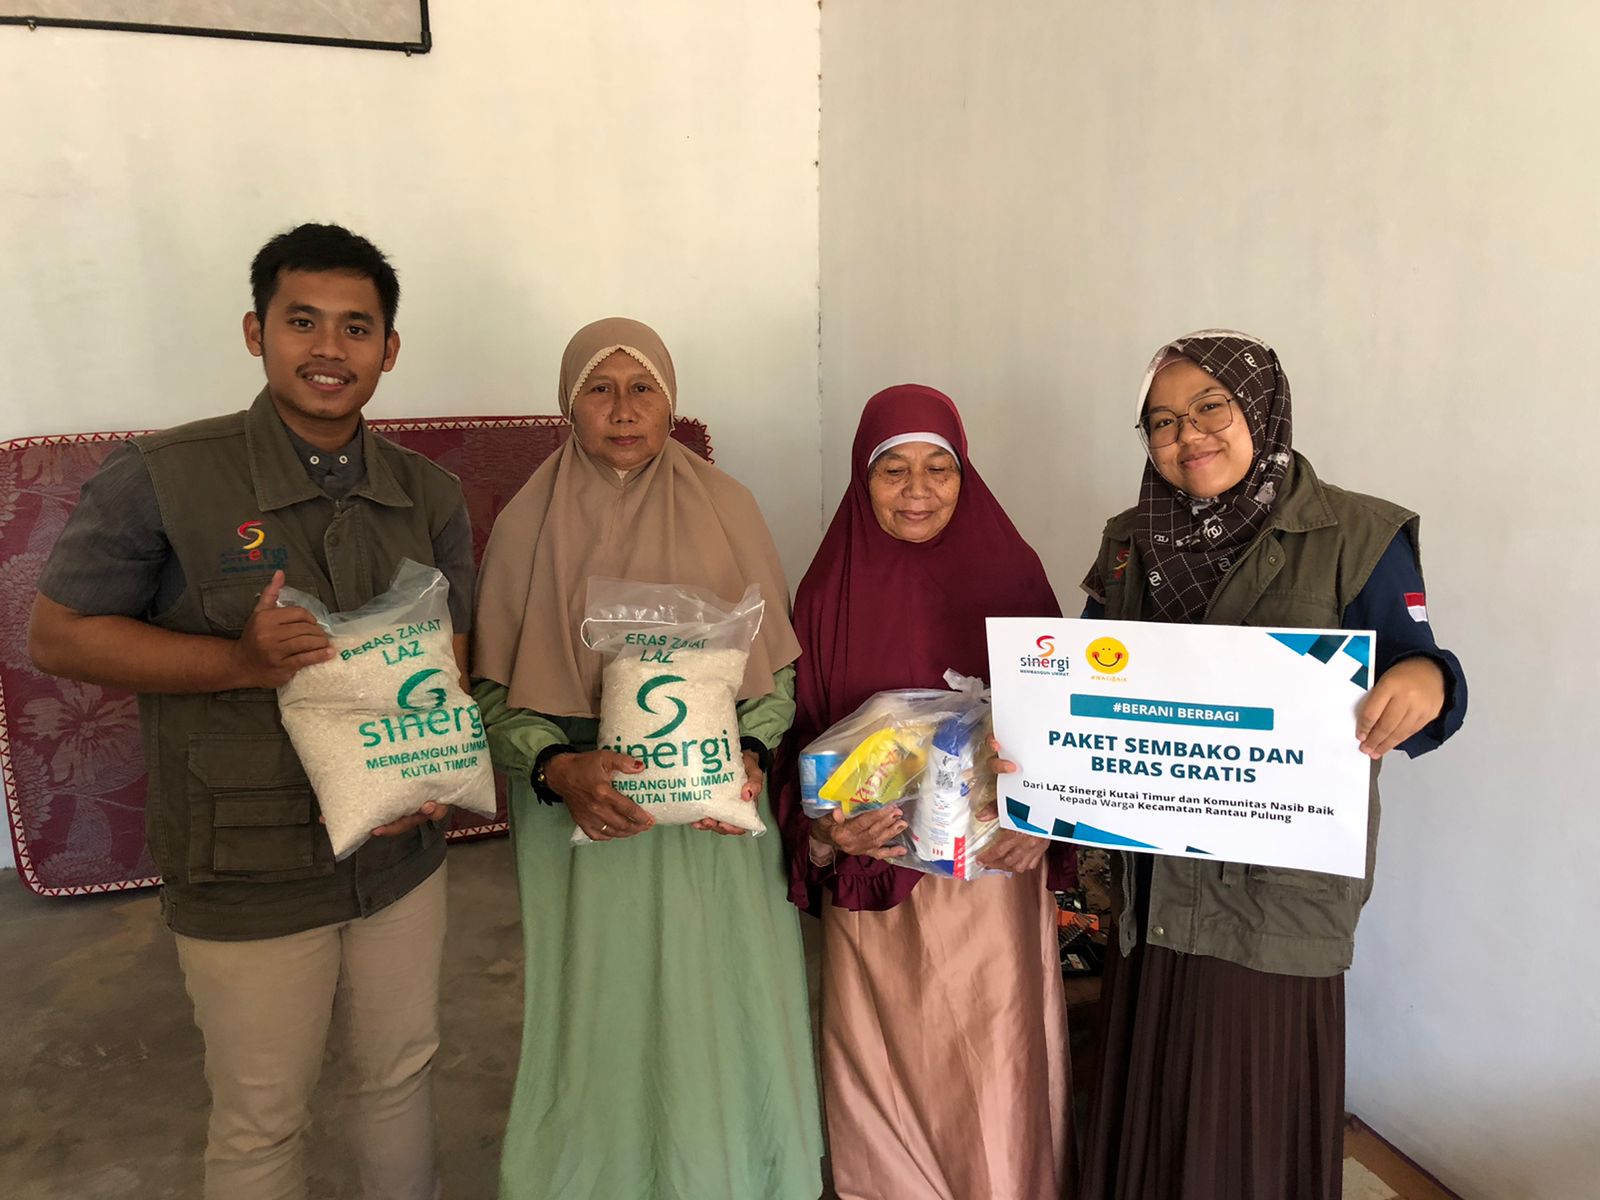 sinergi
BERAS ZAKAT
LAZ
sinergi
MEMBANGUN UMMAT
KUTAI TIMUR
ERAS ZAKAT
LAZ
sinergi
EMBANGUN UMMAT
KUTAI TIMUR
sinergi
MEMBANGUN UMMAT
#NASIBAIK
#BERANI BERBAGI
PAKET SEMBAKO DAN
BERAS GRATIS
Dari LAZ Sinergi Kutai Timur dan Komunitas Nasib Baik
kepada Warga Kecamatan Rantau Pulung